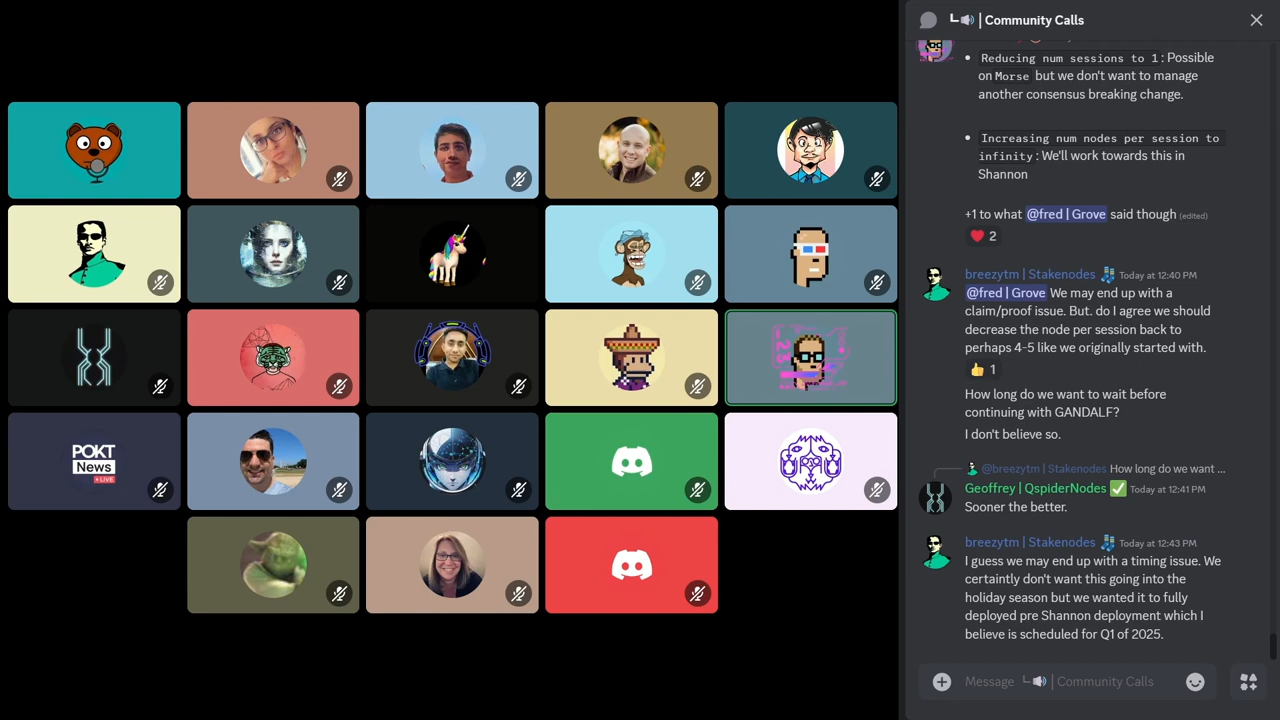 Community Calls
Reducing num sessions to 1: Possible
on Morse but we don't want to manage
another consensus breaking change.
Increasing num nodes per session to
infinity: We'll work towards this in
Shannon
+1 to what @fred | Grove said though (edited)
2
breezytm | Stakenodes Today at 12:40 PM
@fred | Grove We may end up with a
claim/proof issue. But. do I agree we should
decrease the node per session back to
perhaps 4-5 like we originally started with.
1
How long do we want to wait before
continuing with GANDALF?
I don't believe so.
@breezytm | Stakenodes How long do we want ...
Geoffrey | QspiderNodes Today at 12:41 PM
Sooner the better.
breezytm | Stakenodes Today at 12:43 PM
I guess we may end up with a timing issue. We
certaintly don't want this going into the
holiday season but we wanted it to fully
deployed pre Shannon deployment which I
believe is scheduled for Q1 of 2025.
Message | Community Calls
POKT
News
LIVE